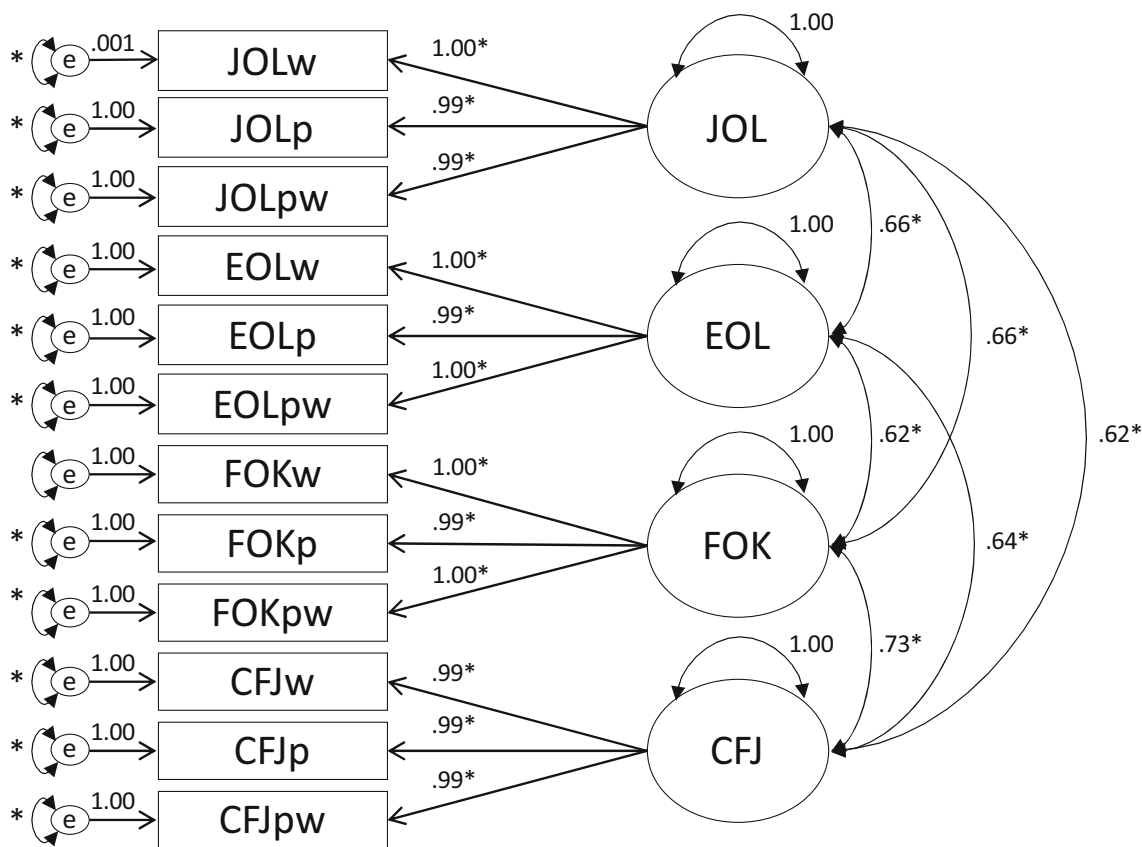 1.00
* e .001 JOLw 1.00*
* e 1.00 JOLp .99* JOL
* e 1.00 JOLpw .99*
1.00 .66*
* e 1.00 EOLw 1.00*
* e 1.00 EOLp .99* EOL .66*
* e 1.00 EOLpw 1.00*
1.00 .62* .62*
e 1.00 FOKw 1.00*
* e 1.00 FOKp .99* FOK .64*
* e 1.00 FOKpw 1.00*
1.00 .73*
* e 1.00 CFJw .99*
* e 1.00 CFJp .99* CFJ
* e 1.00 CFJpw .99*